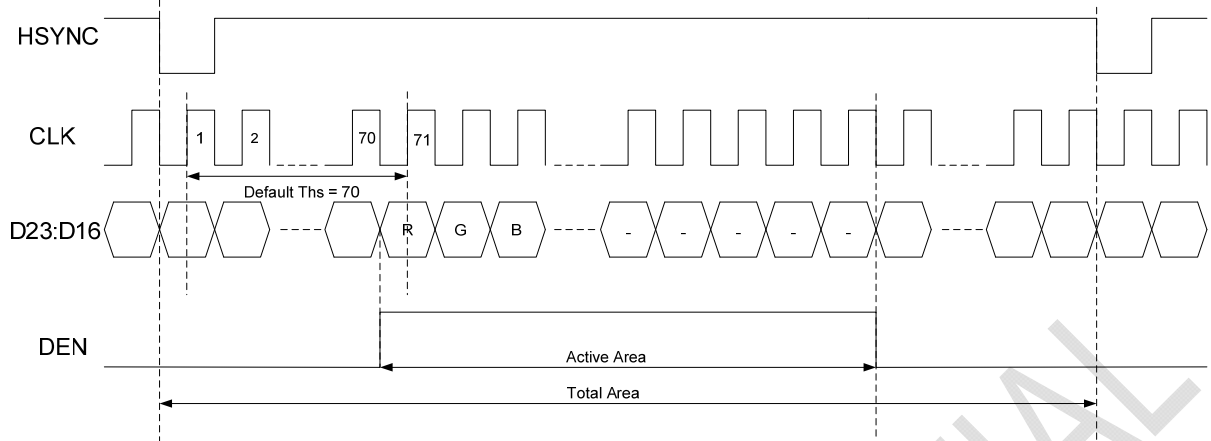 HSYNC
CLK
1
2
70
71
Default Ths = 70
D23:D16
R
G
B
-
-
-
-
-
DEN
Active Area
Total Area